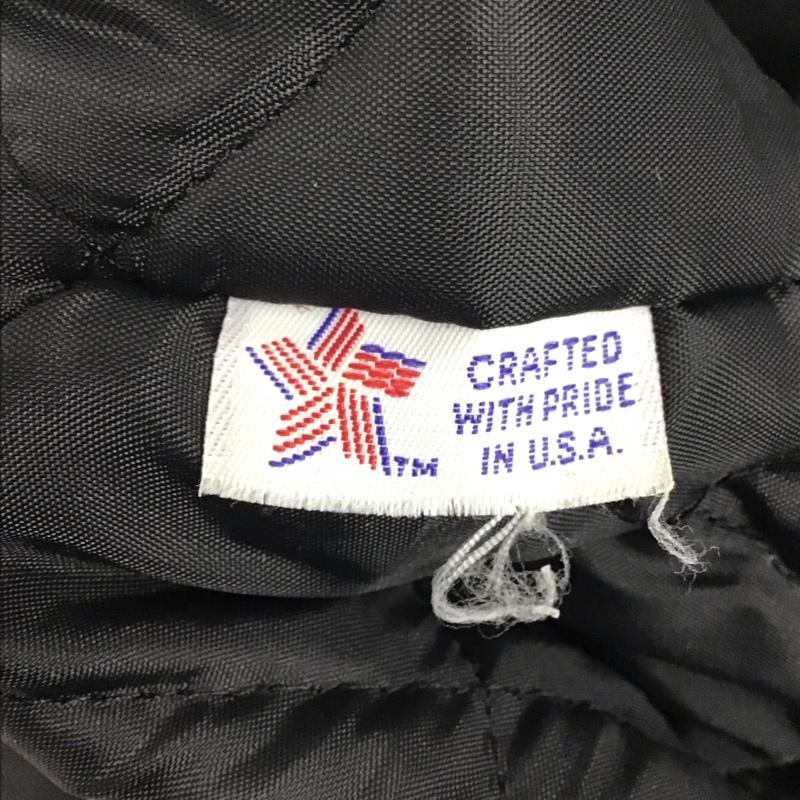 CRAFTED
WITH PRIDE
IN U.S.A.
TM